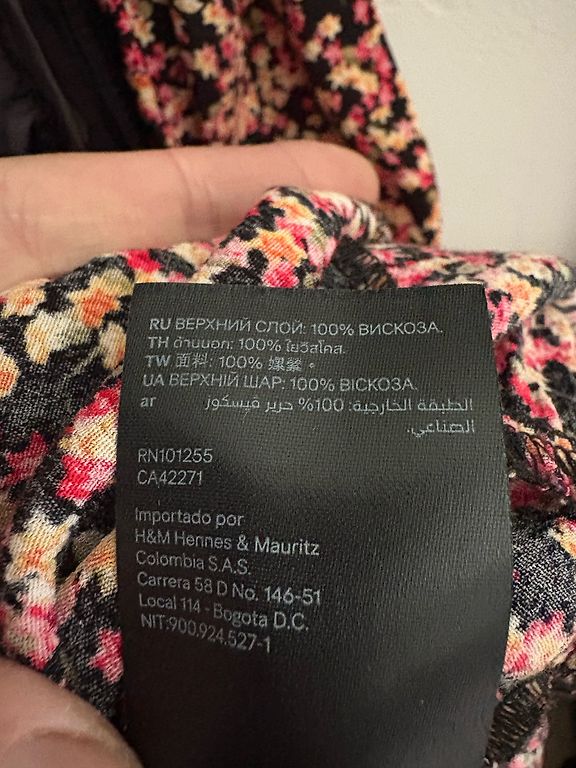 RU ВЕРХНИЙ СЛОЙ: 100% ВИСКОЗА.
TH ด้านนอก: 100% ใยวิสโคส.
TW 面料: 100% 嫘縈。
UA ВЕРХНІЙ ШАР: 100% ВІСКОЗА.
ar الطبقة الخارجية: 100% حرير ڤيسكوز
الصناعي.
RN101255
CA42271
Importado por
H&M Hennes & Mauritz
Colombia S.A.S.
Carrera 58 D No. 146-51
Local 114 - Bogota D.C.
NIT:900.924.527-1